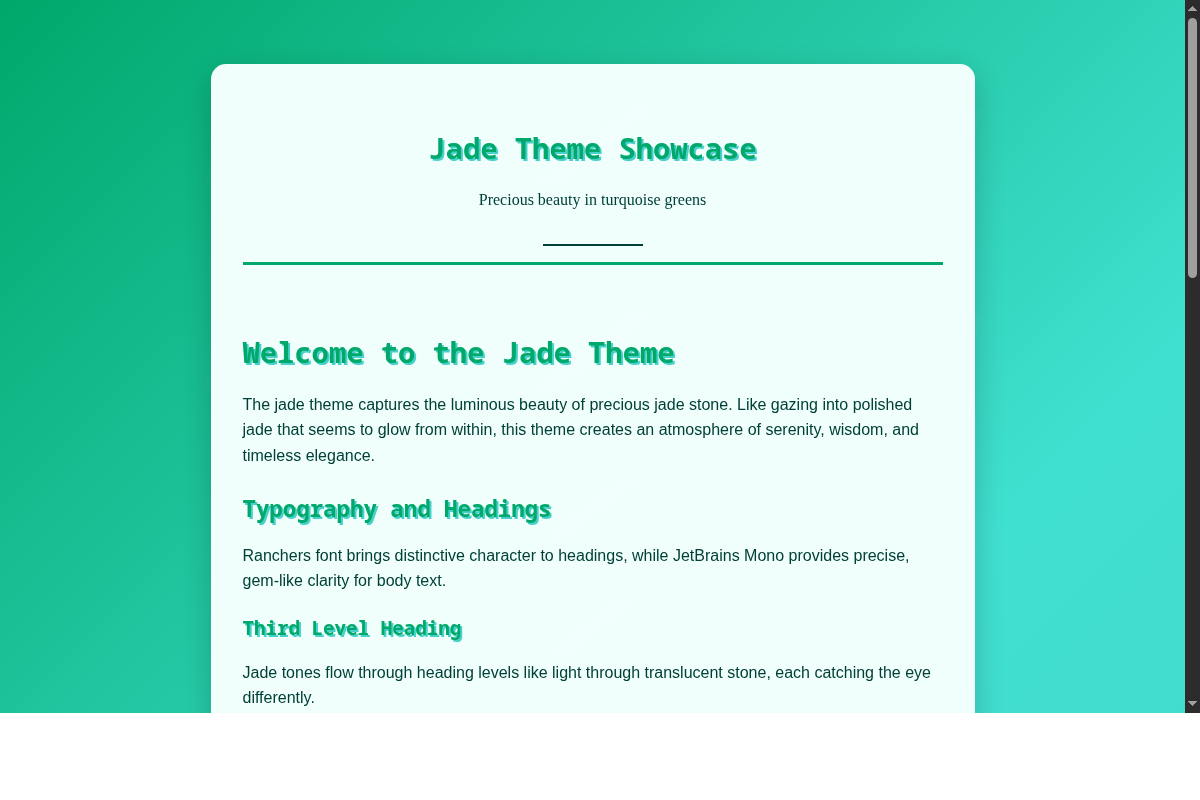 Jade Theme Showcase
Precious beauty in turquoise greens
Welcome to the Jade Theme
The jade theme captures the luminous beauty of precious jade stone. Like gazing into polished
jade that seems to glow from within, this theme creates an atmosphere of serenity, wisdom, and
timeless elegance.
Typography and Headings
Ranchers font brings distinctive character to headings, while JetBrains Mono provides precise,
gem-like clarity for body text.
Third Level Heading
Jade tones flow through heading levels like light through translucent stone, each catching the eye
differently.